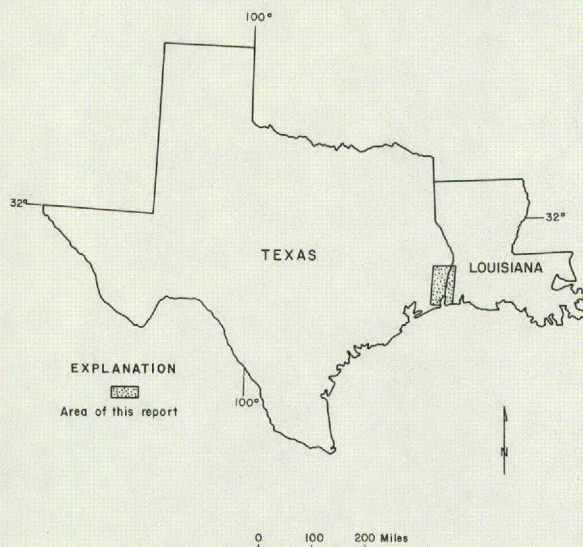 100°
32°
32°
TEXAS
LOUISIANA
EXPLANATION
Area of this report
100°
N
0 100 200 Miles